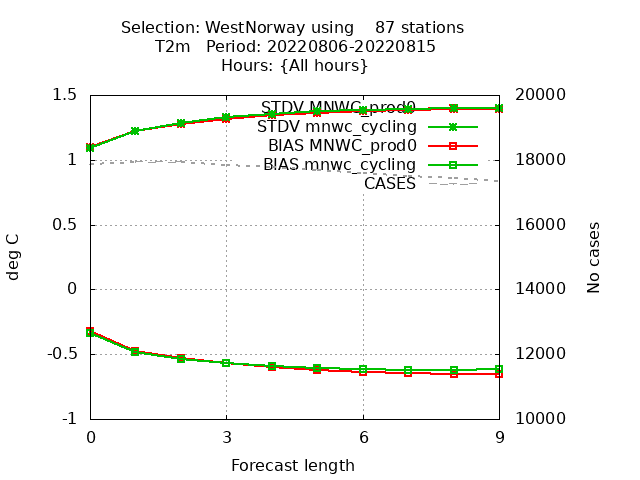 Selection: WestNorway using    87 stations
T2m   Period: 20220806-20220815
Hours: {All hours}
1.5
1
0.5
0
-0.5
-1
deg C
20000
18000
16000
14000
12000
10000
No cases
STDV MNWC_prod0
STDV mnwc_cycling
BIAS MNWC_prod0
BIAS mnwc_cycling
CASES
0 3 6 9
Forecast length